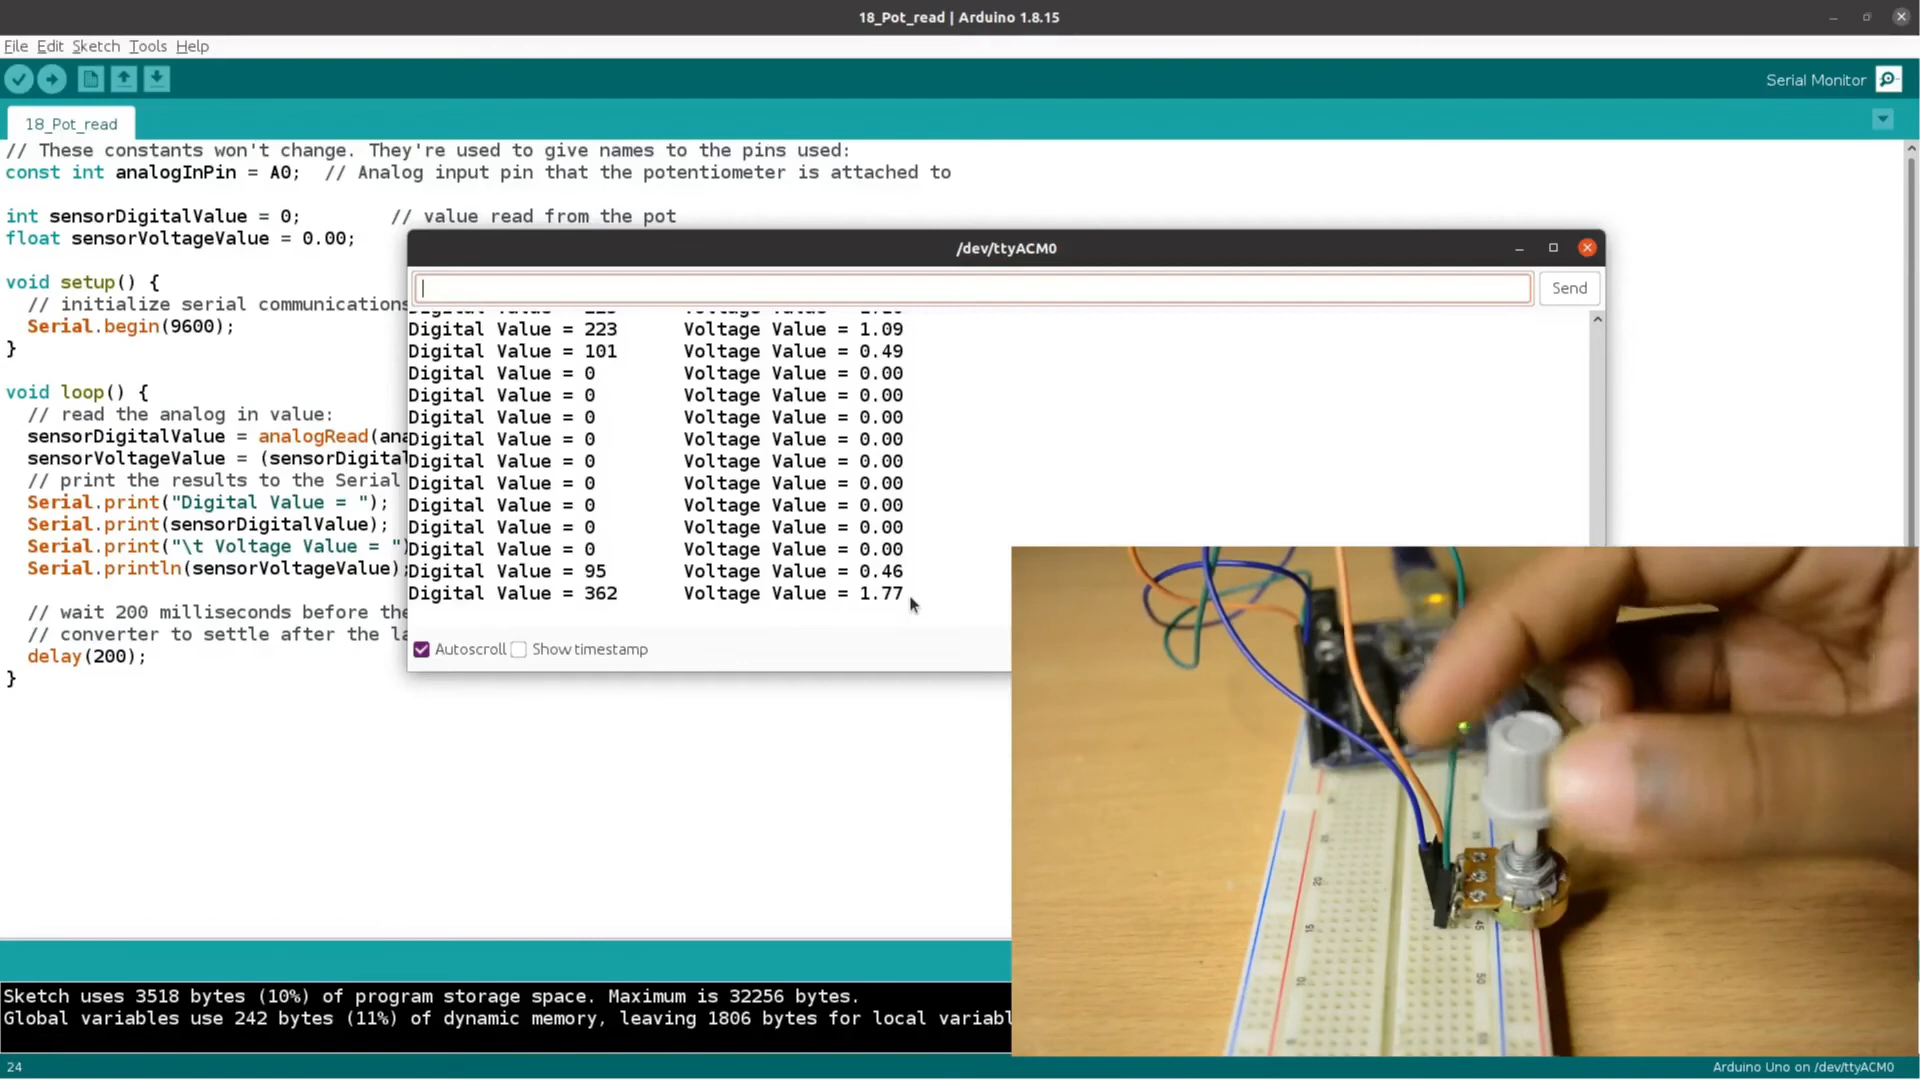 18_Pot_read | Arduino 1.8.15
File Edit Sketch Tools Help
Serial Monitor
18_Pot_read
// These constants won't change. They're used to give names to the pins used:
const int analogInPin = A0;  // Analog input pin that the potentiometer is attached to
int sensorDigitalValue = 0;        // value read from the pot
float sensorVoltageValue = 0.00;
void setup() {
// initialize serial communications
Serial.begin(9600);
}
void loop() {
// read the analog in value:
sensorDigitalValue = analogRead(ana
sensorVoltageValue = (sensorDigital
// print the results to the Serial
Serial.print("Digital Value = ");
Serial.print(sensorDigitalValue);
Serial.print("\t Voltage Value = ")
Serial.println(sensorVoltageValue);
// wait 200 milliseconds before the
// converter to settle after the la
delay(200);
}
/dev/ttyACM0
Send
Digital Value = 223 Voltage Value = 1.09
Digital Value = 101 Voltage Value = 0.49
Digital Value = 0 Voltage Value = 0.00
Digital Value = 0 Voltage Value = 0.00
Digital Value = 0 Voltage Value = 0.00
Digital Value = 0 Voltage Value = 0.00
Digital Value = 0 Voltage Value = 0.00
Digital Value = 0 Voltage Value = 0.00
Digital Value = 0 Voltage Value = 0.00
Digital Value = 0 Voltage Value = 0.00
Digital Value = 0 Voltage Value = 0.00
Digital Value = 95 Voltage Value = 0.46
Digital Value = 362 Voltage Value = 1.77
Autoscroll Show timestamp
Sketch uses 3518 bytes (10%) of program storage space. Maximum is 32256 bytes.
Global variables use 242 bytes (11%) of dynamic memory, leaving 1806 bytes for local variabl
24
Arduino Uno on /dev/ttyACM0